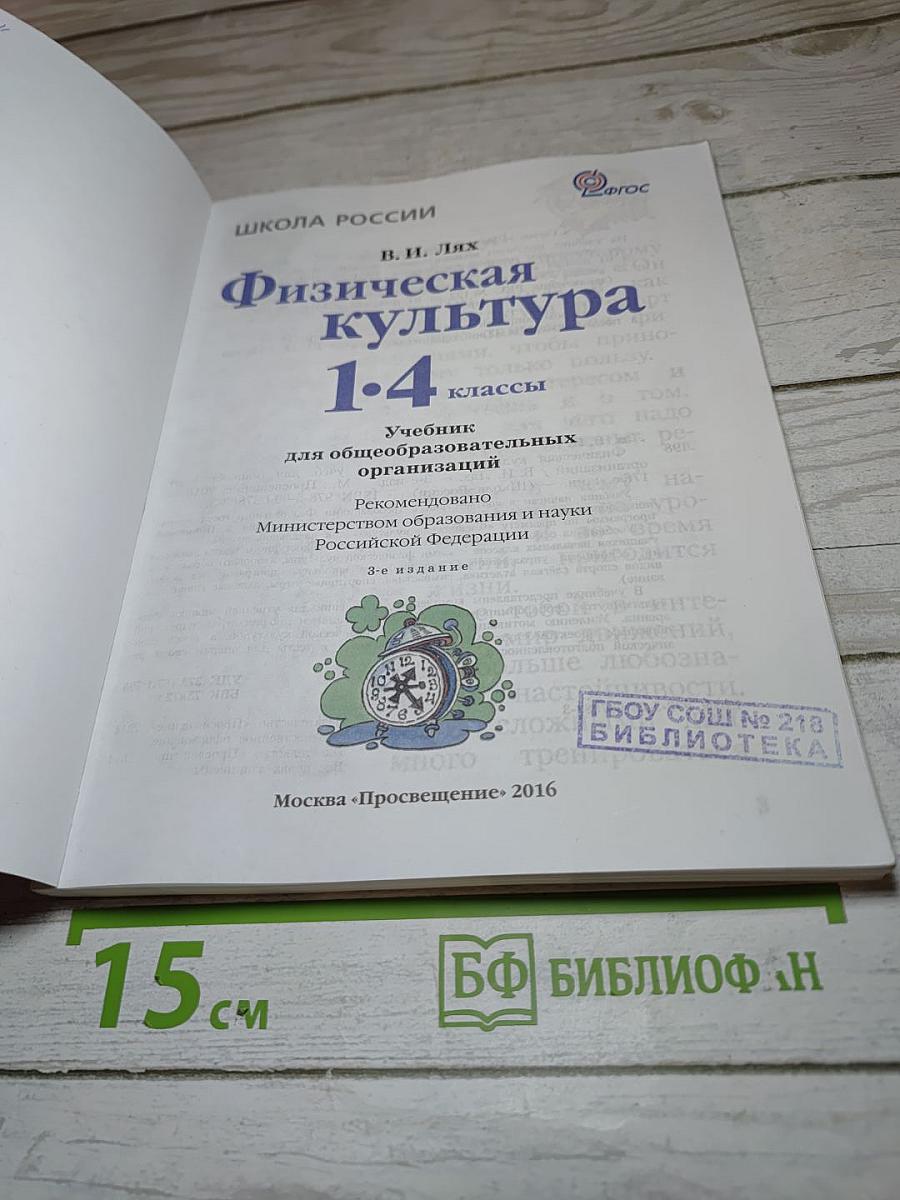 ШКОЛА РОССИИ
ФГОС
В. И. Лях
Физическая
культура
1•4 классы
Учебник
для общеобразовательных
организаций
Рекомендовано
Министерством образования и науки
Российской Федерации
3-е издание
ГБОУ СОШ № 218
БИБЛИОТЕКА
Москва «Просвещение» 2016
15 см
БФ БИБЛИОФАН